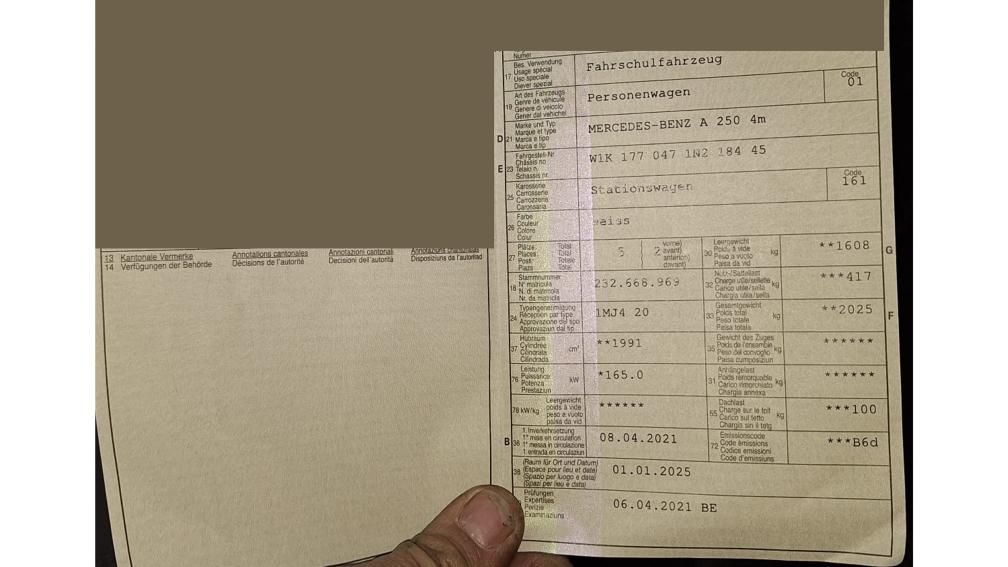 13 Kantonale Vermerke Annotations cantonales Annotazioni cantonali Annotaziuns chantunalas
14 Verfügungen der Behörde Décisions de l'autorité Decisioni dell'autorità Disposiziuns da l'autoritad
Numer
17 Bes. Verwendung Fahrschulfahrzeug
Usage spécial
Uso speciale
Diever spezial
19 Art des Fahrzeugs Personenwagen Code 01
Genre de véhicule
Genere di veicolo
Gener dal vehichel
D 21 Marke und Typ MERCEDES-BENZ A 250 4m
Marque et type
Marca e tipo
Marca e tip
E 23 Fahrgestell-Nr. W1K 177 047 1N2 184 45
Châssis no
Telaio n.
Schassis nr.
25 Karosserie Stationswagen Code 161
Carrosserie
Carrozzeria
Carossaria
26 Farbe weiss
Couleur
Colore
Colur
27 Plätze: Total: 5 2 vorne)
Places: Total: avant)
Posti: Totale: anteriori)
Plazs: Total: davant)
30 Leergewicht kg **1608 G
Poids à vide
Peso a vuoto
Paisa da vid
18 Stammnummer 232.668.969
N° matricule
N. di matricola
Nr. da matricla
32 Nutz-/Sattellast kg ***417
Charge utile/sellette
Carico utile/sella
Chargia utila/sella
24 Typengenehmigung 1MJ4 20
Réception par type
Approvazione del tipo
Approvaziun dal tip
33 Gesamtgewicht kg **2025 F
Poids total
Peso totale
Paisa totala
37 Hubraum cm³ **1991
Cylindrée
Cilindrata
Cilindrada
35 Gewicht des Zuges kg ******
Poids de l'ensemble
Peso del convoglio
Paisa cumposiziun
76 Leistung kW *165.0
Puissance
Potenza
Prestaziun
31 Anhängelast kg ******
Poids remorquable
Carico rimorchiato
Chargia annexa
78 kW/kg Leergewicht ******
poids à vide
peso a vuoto
paisa da vid
55 Dachlast kg ***100
Charge sur le toit
Carico sul tetto
Chargia sin il tetg
B 36 1. Inverkehrsetzung 08.04.2021
1re mise en circulation
1a messa in circolazione
1. entrada en circulaziun
72 Emissionscode ***B6d
Code émissions
Codice emissioni
Code d'emissiuns
38 (Raum für Ort und Datum) 01.01.2025
(Espace pour lieu et date)
(Spazio per luogo e data)
(Spazi per lieu e data)
39 Prüfungen 06.04.2021 BE
Expertises
Perizie
Examinaziuns